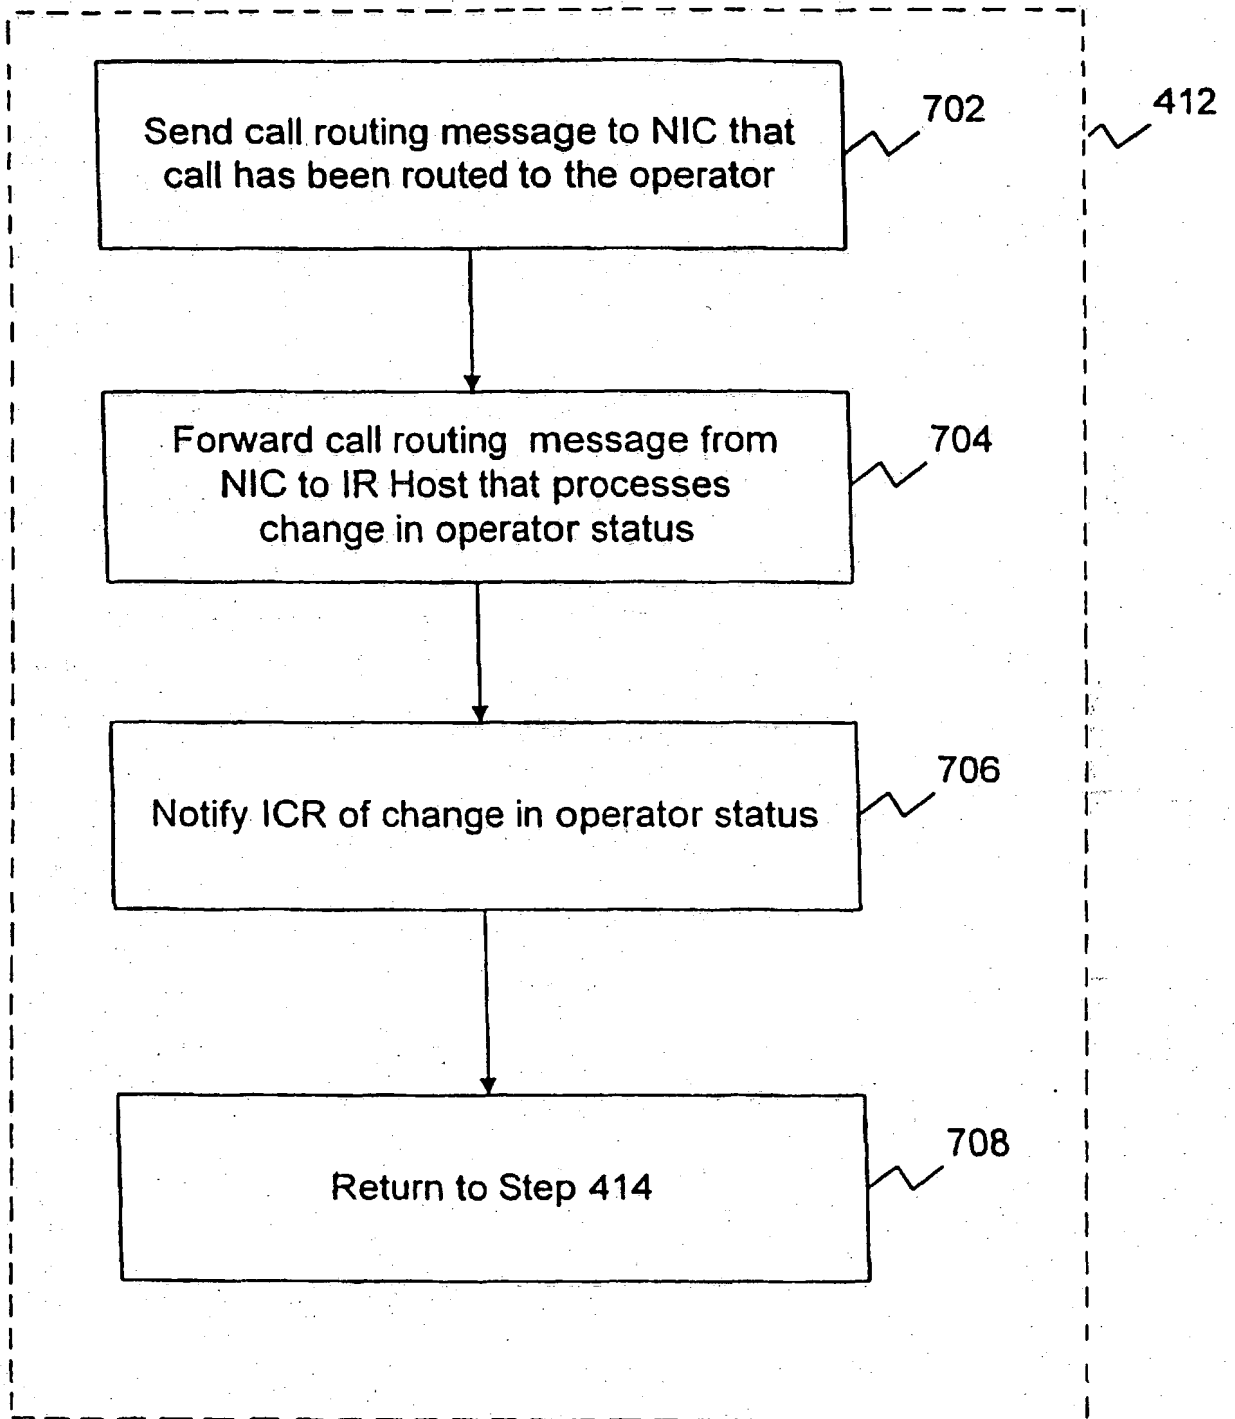 Send call routing message to NIC that
call has been routed to the operator
702
412
Forward call routing message from
NIC to IR Host that processes
change in operator status
704
Notify ICR of change in operator status
706
Return to Step 414
708